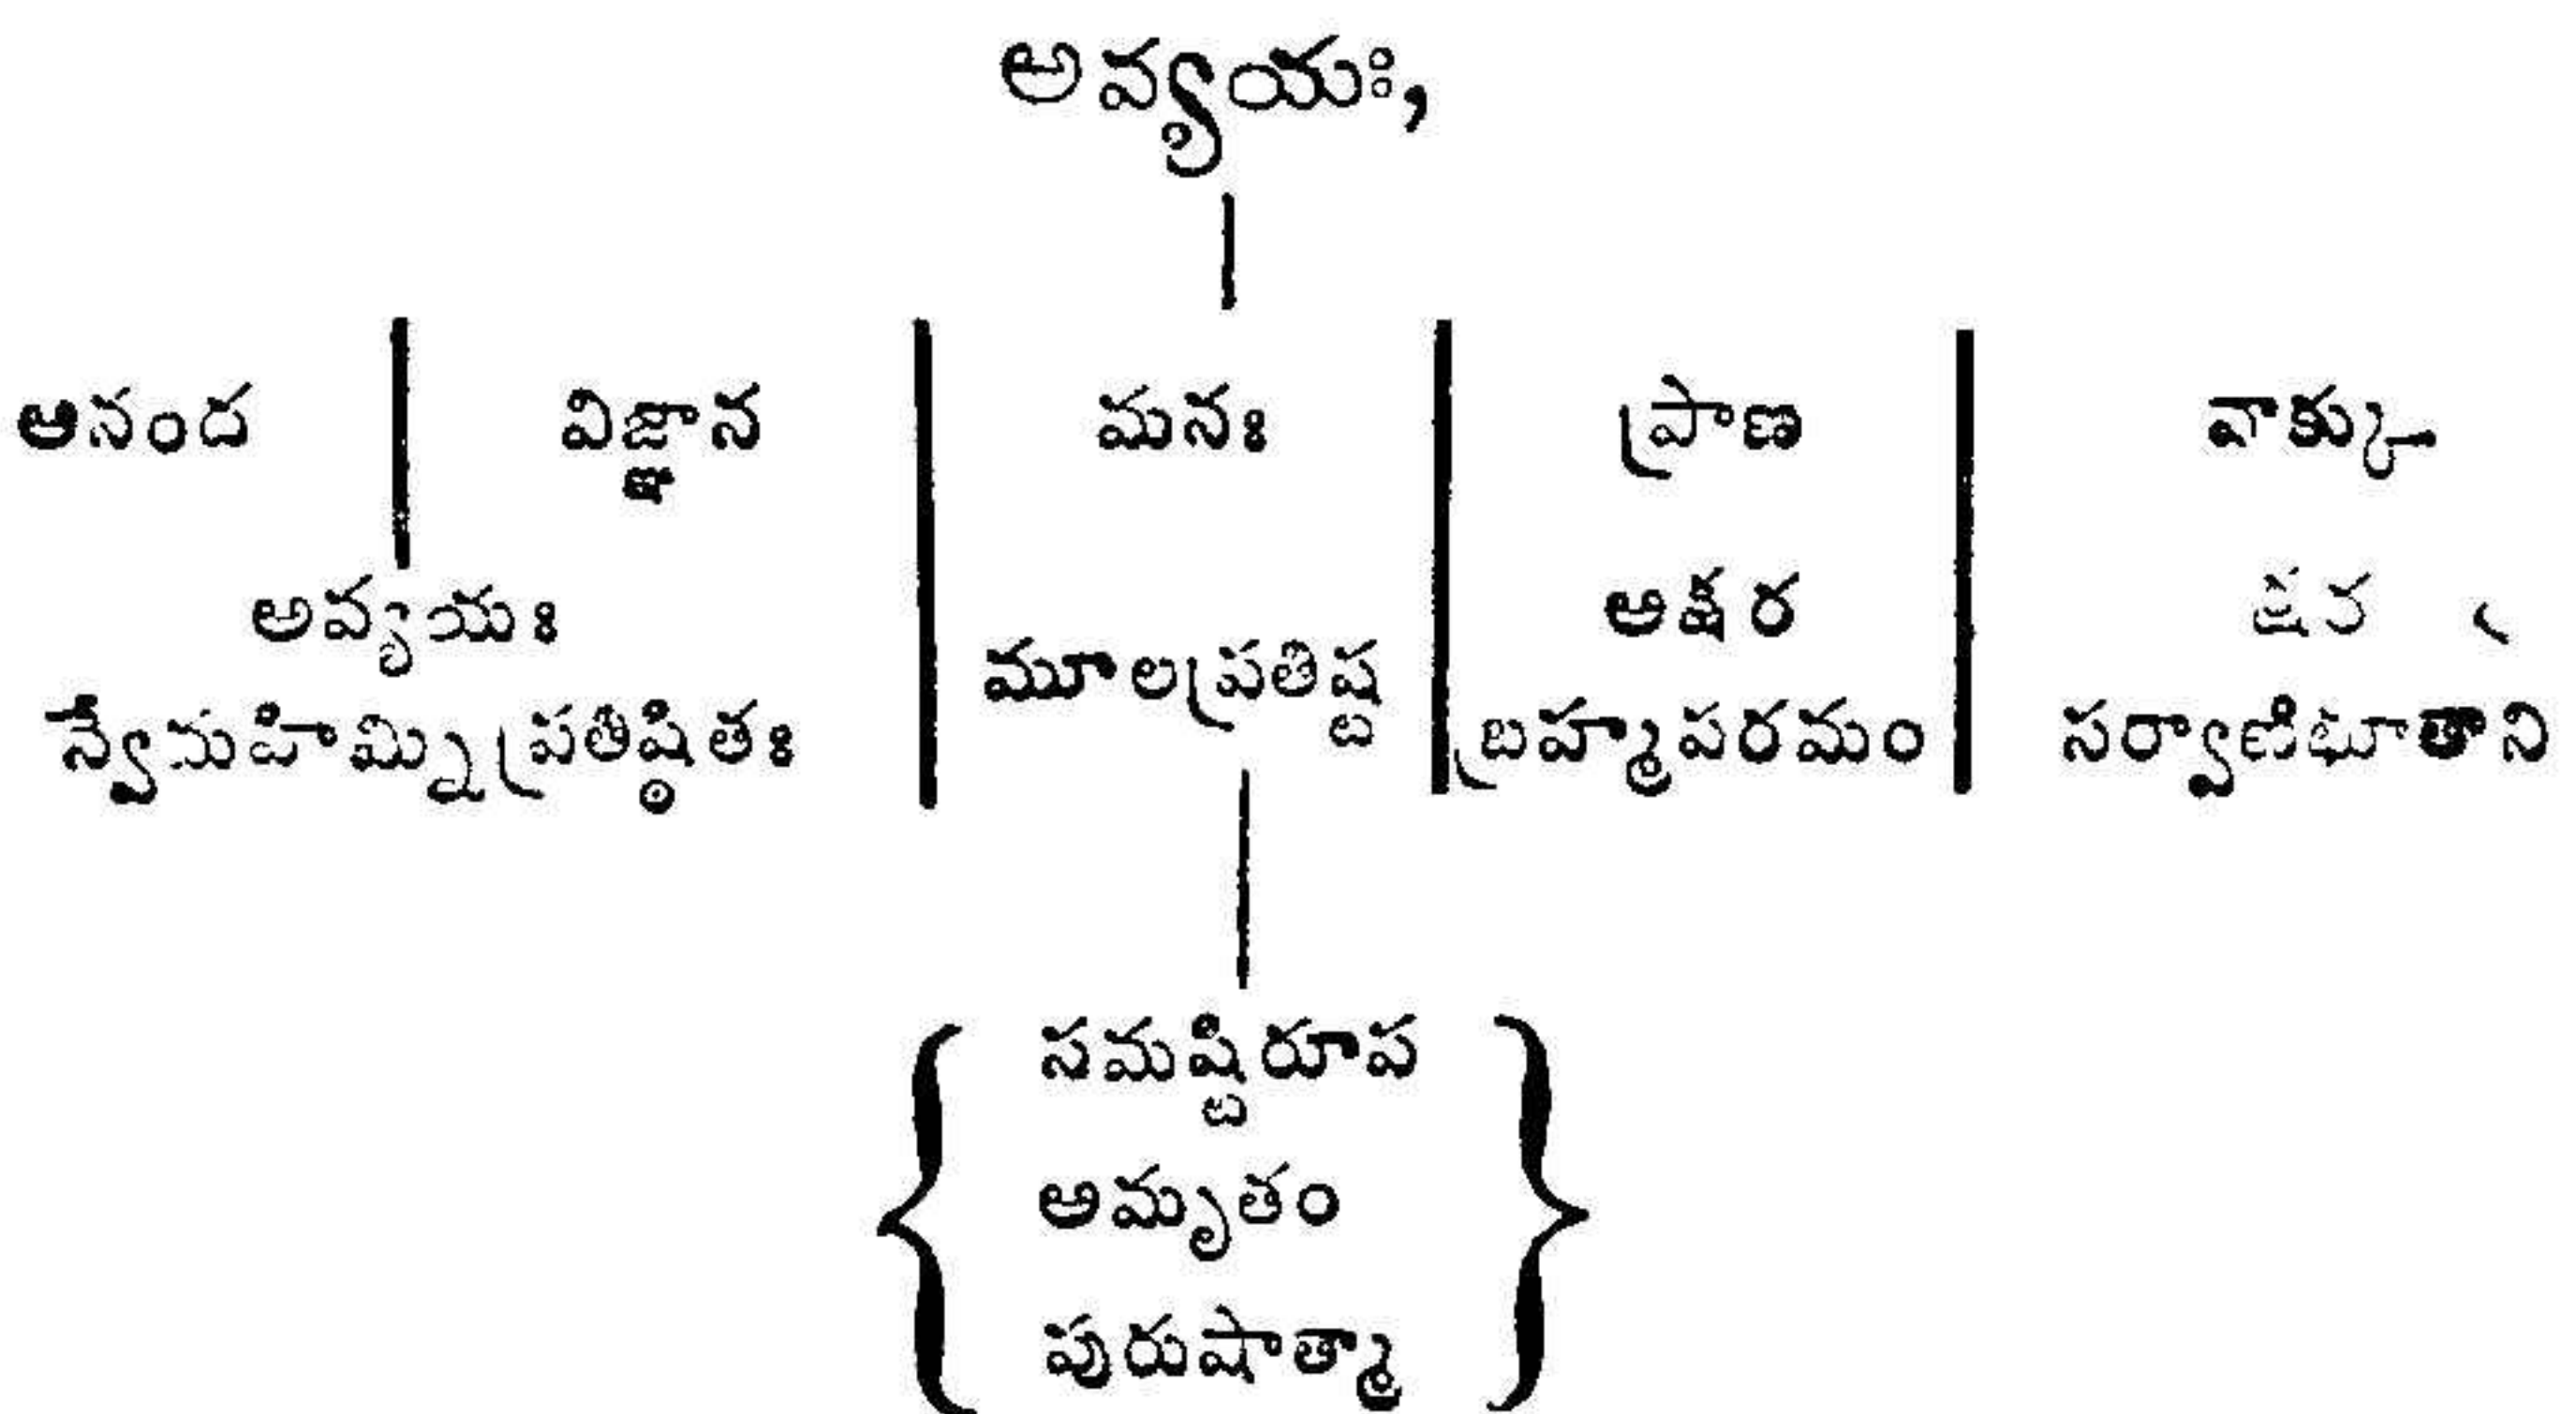 అవ్యయః,
ఆనంద విజ్ఞాన మనః ప్రాణ వాక్కు
అవ్యయః అక్షర క్షర
స్వేమహిమ్ని ప్రతిష్ఠితః మూలప్రతిష్ట బ్రహ్మపరమం సర్వాణిభూతాని
సమష్టిరూప
అమృతం
పురుషాత్మా